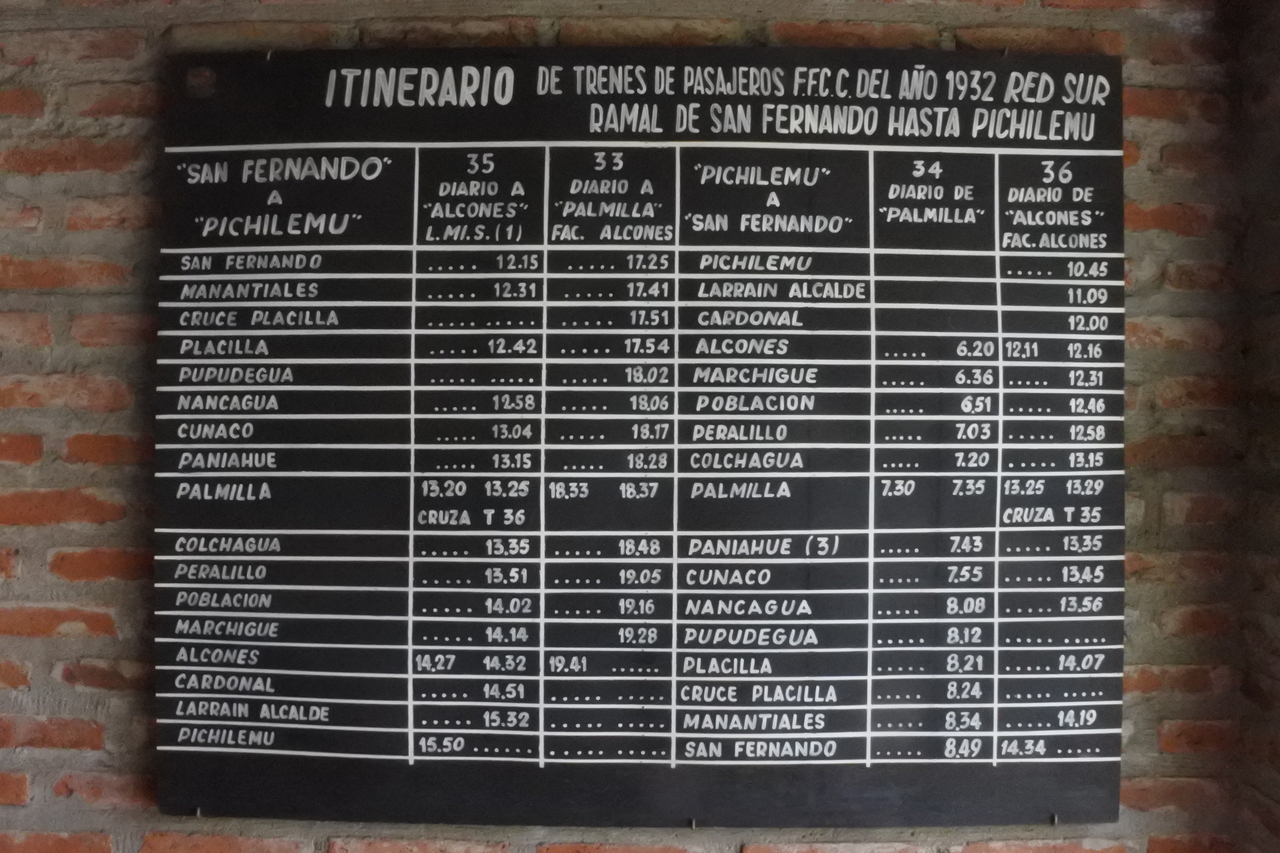 ITINERARIO DE TRENES DE PASAJEROS F.F.C.C. DEL AÑO 1932 RED SUR
RAMAL DE SAN FERNANDO HASTA PICHILEMU
"SAN FERNANDO" A "PICHILEMU" 35 DIARIO A "ALCONES" L.MI.S.(1) 33 DIARIO A "PALMILLA" FAC. ALCONES "PICHILEMU" A "SAN FERNANDO" 34 DIARIO DE "PALMILLA" 36 DIARIO DE "ALCONES" FAC. ALCONES
SAN FERNANDO ..... 12.15 ..... 17.25 PICHILEMU ..... 10.45
MANANTIALES ..... 12.31 ..... 17.41 LARRAIN ALCALDE 11.09
CRUCE PLACILLA ..... ..... 17.51 CARDONAL 12.00
PLACILLA ..... 12.42 ..... 17.54 ALCONES ..... 6.20 12.11 12.16
PUPUDEGUA ..... ..... 18.02 MARCHIGUE ..... 6.36 ..... 12.31
NANCAGUA ..... 12.58 ..... 18.06 POBLACION ..... 6.51 ..... 12.46
CUNACO ..... 13.04 ..... 18.17 PERALILLO ..... 7.03 ..... 12.58
PANIAHUE ..... 13.15 ..... 18.28 COLCHAGUA ..... 7.20 ..... 13.15
PALMILLA 13.20 13.25 18.33 18.37 PALMILLA 7.30 7.35 13.25 13.29
CRUZA T 36 CRUZA T 35
COLCHAGUA ..... 13.35 ..... 18.48 PANIAHUE (3) ..... 7.43 ..... 13.35
PERALILLO ..... 13.51 ..... 19.05 CUNACO ..... 7.55 ..... 13.45
POBLACION ..... 14.02 ..... 19.16 NANCAGUA ..... 8.08 ..... 13.56
MARCHIGUE ..... 14.14 19.28 PUPUDEGUA ..... 8.12 ..... .....
ALCONES 14.27 14.32 19.41 ...... PLACILLA ..... 8.21 ..... 14.07
CARDONAL ..... 14.51 ..... ..... CRUCE PLACILLA ..... 8.24 ..... .....
LARRAIN ALCALDE ..... 15.32 ..... ..... MANANTIALES ..... 8.34 ..... 14.19
PICHILEMU 15.50 ...... ..... ..... SAN FERNANDO ..... 8.49 14.34 .....